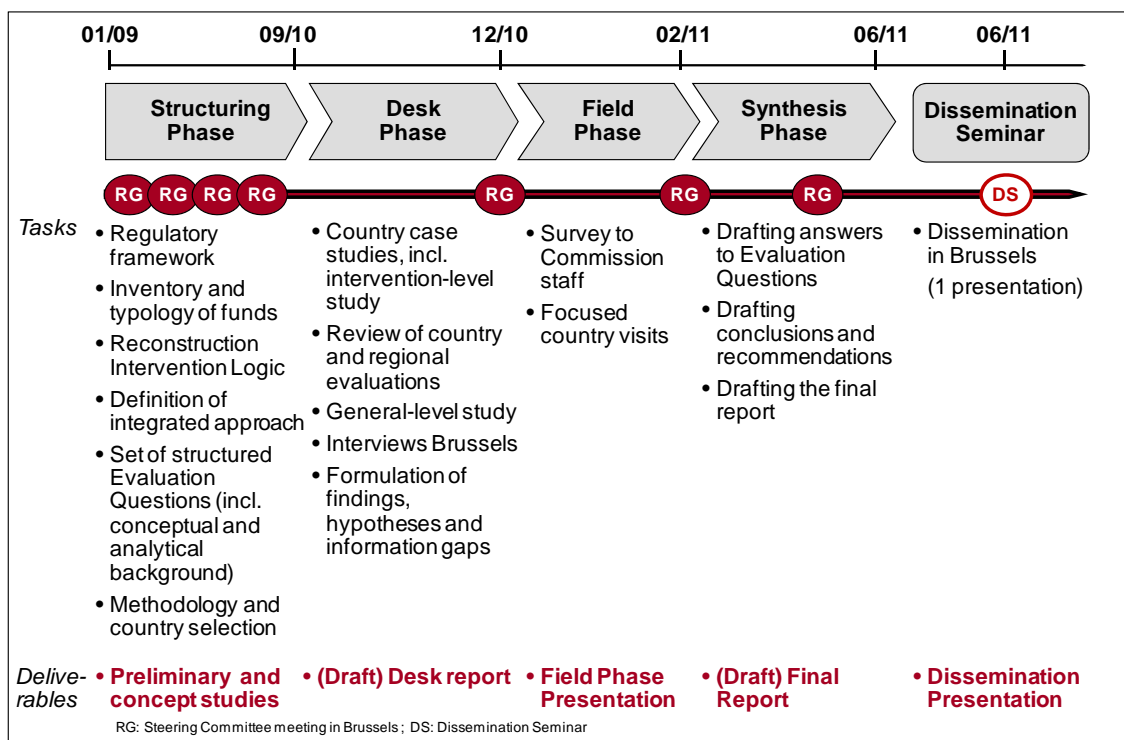 01/09 09/10 12/10 02/11 06/11 06/11
Structuring
Phase
Desk
Phase
Field
Phase
Synthesis
Phase
Dissemination
Seminar
RG RG RG RG RG RG RG DS
Tasks
• Regulatory
framework
• Inventory and
typology of funds
• Reconstruction
Intervention Logic
• Definition of
integrated approach
• Set of structured
Evaluation
Questions (incl.
conceptual and
analytical
background)
• Methodology and
country selection
• Country case
studies, incl.
intervention-level
study
• Review of country
and regional
evaluations
• General-level study
• Interviews Brussels
• Formulation of
findings,
hypotheses and
information gaps
• Survey to
Commission
staff
• Focused
country visits
• Drafting answers
to Evaluation
Questions
• Drafting
conclusions and
recommendations
• Drafting the final
report
• Dissemination
in Brussels
(1 presentation)
Delive-
rables
• Preliminary and
concept studies
• (Draft) Desk report
• Field Phase
Presentation
• (Draft) Final
Report
• Dissemination
Presentation
RG: Steering Committee meeting in Brussels ; DS: Dissemination Seminar